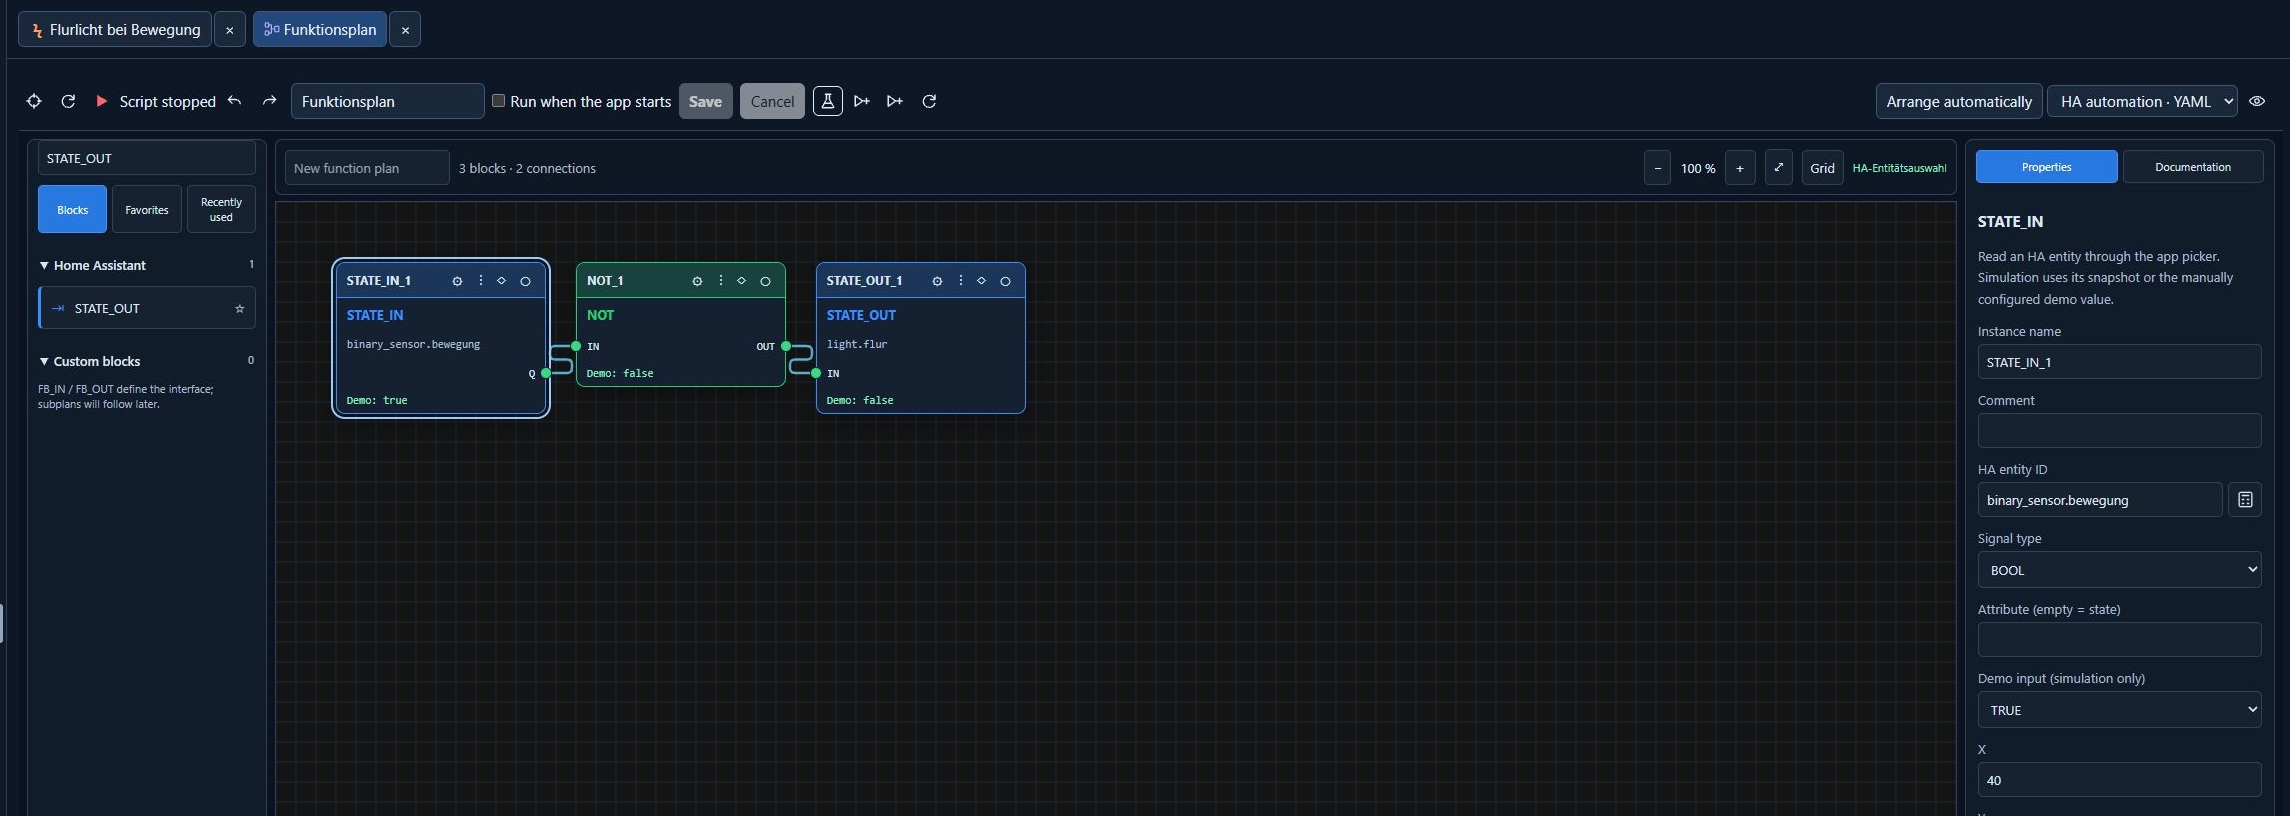 Flurlicht bei Bewegung
Funktionsplan
Script stopped
Funktionsplan
Run when the app starts
Save
Cancel
Arrange automatically
HA automation · YAML
STATE_OUT
Blocks
Favorites
Recently
used
Home Assistant 1
STATE_OUT
Custom blocks 0
FB_IN / FB_OUT define the interface;
subplans will follow later.
New function plan
3 blocks · 2 connections
100 %
Grid
HA-Entitätsauswahl
STATE_IN_1
STATE_IN
binary_sensor.bewegung
Q
Demo: true
NOT_1
NOT
IN OUT
Demo: false
STATE_OUT_1
STATE_OUT
light.flur
IN
Demo: false
Properties
Documentation
STATE_IN
Read an HA entity through the app picker.
Simulation uses its snapshot or the manually
configured demo value.
Instance name
STATE_IN_1
Comment
HA entity ID
binary_sensor.bewegung
Signal type
BOOL
Attribute (empty = state)
Demo input (simulation only)
TRUE
X
40